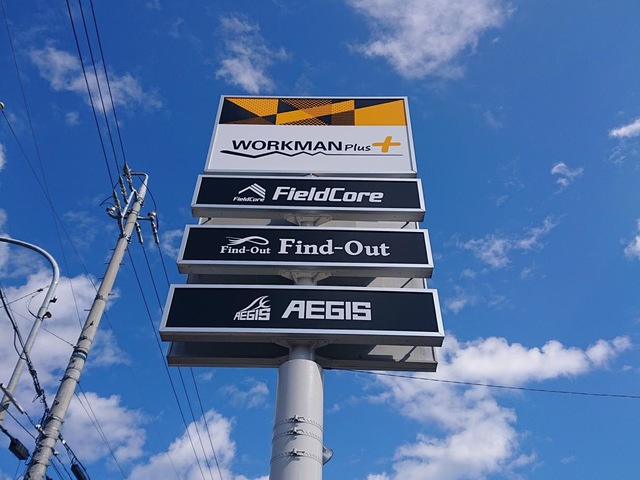 WORKMAN Plus
FieldCore FieldCore
Find-Out Find-Out
AEGIS AEGIS